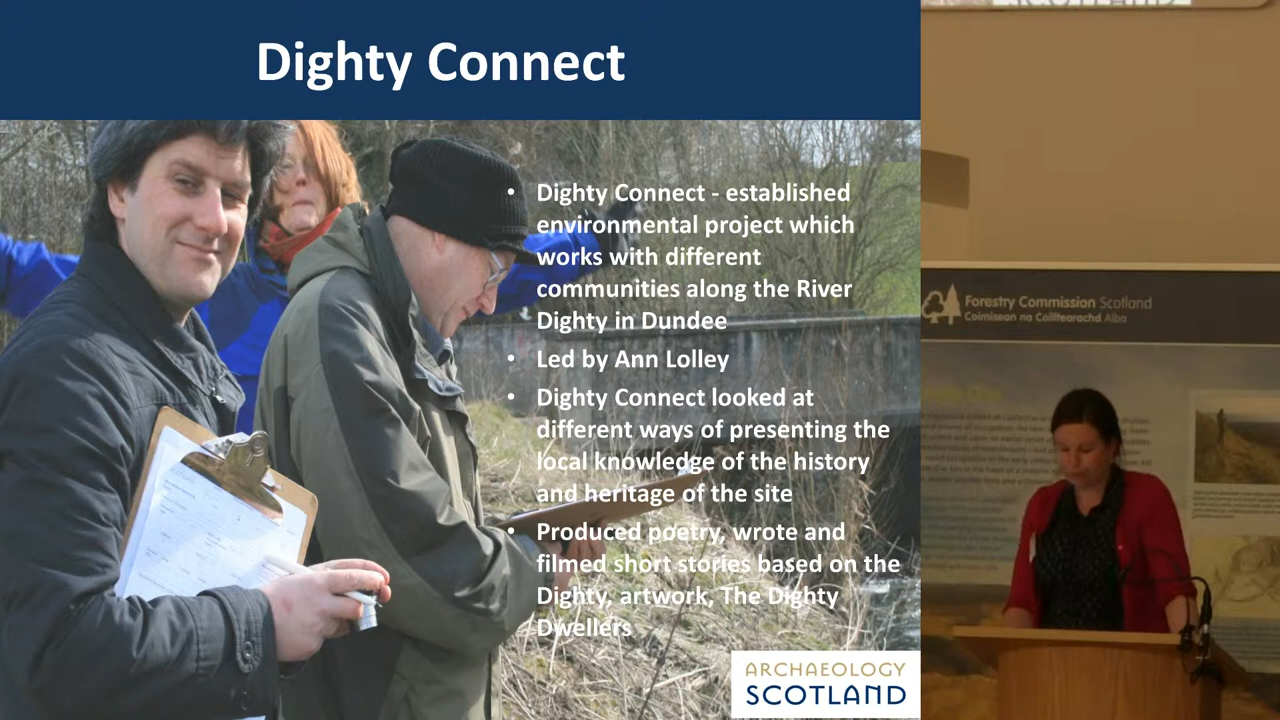 Dighty Connect
• Dighty Connect - established
environmental project which
works with different
communities along the River
Dighty in Dundee
• Led by Ann Lolley
• Dighty Connect looked at
different ways of presenting the
local knowledge of the history
and heritage of the site
• Produced poetry, wrote and
filmed short stories based on the
Dighty, artwork, The Dighty
Dwellers
ARCHAEOLOGY
SCOTLAND
Forestry Commission Scotland
Coimisean na Coilltearachd Alba